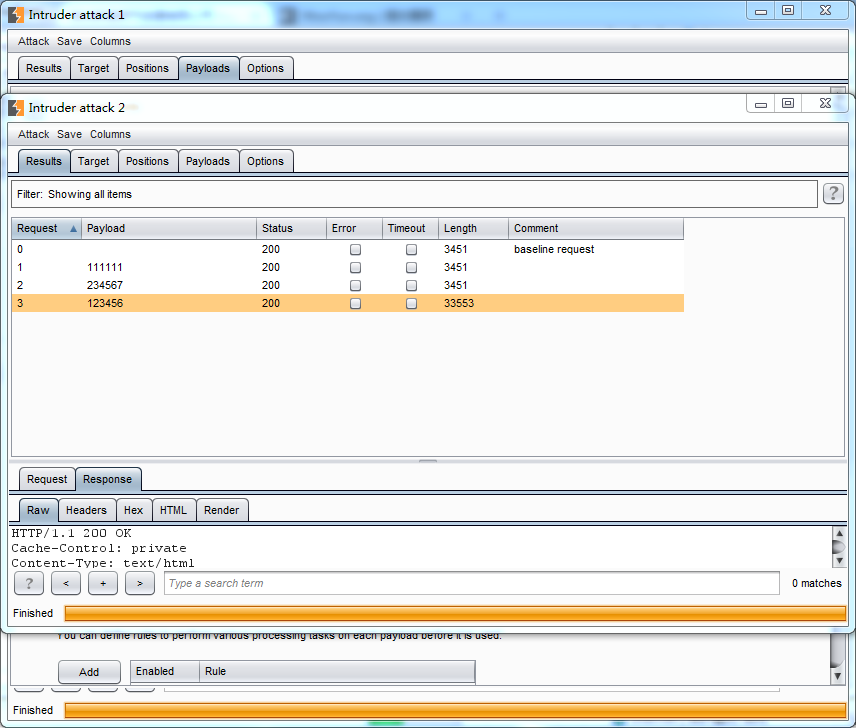 Intruder attack 1
Attack Save Columns
Results Target Positions Payloads Options
Intruder attack 2
Attack Save Columns
Results Target Positions Payloads Options
Filter: Showing all items ?
Request Payload Status Error Timeout Length Comment
0 200 3451 baseline request
1 111111 200 3451
2 234567 200 3451
3 123456 200 33553
Request Response
Raw Headers Hex HTML Render
HTTP/1.1 200 OK
Cache-Control: private
Content-Type: text/html
? < + > Type a search term 0 matches
Finished
You can define rules to perform various processing tasks on each payload before it is used.
Add Enabled Rule
Finished